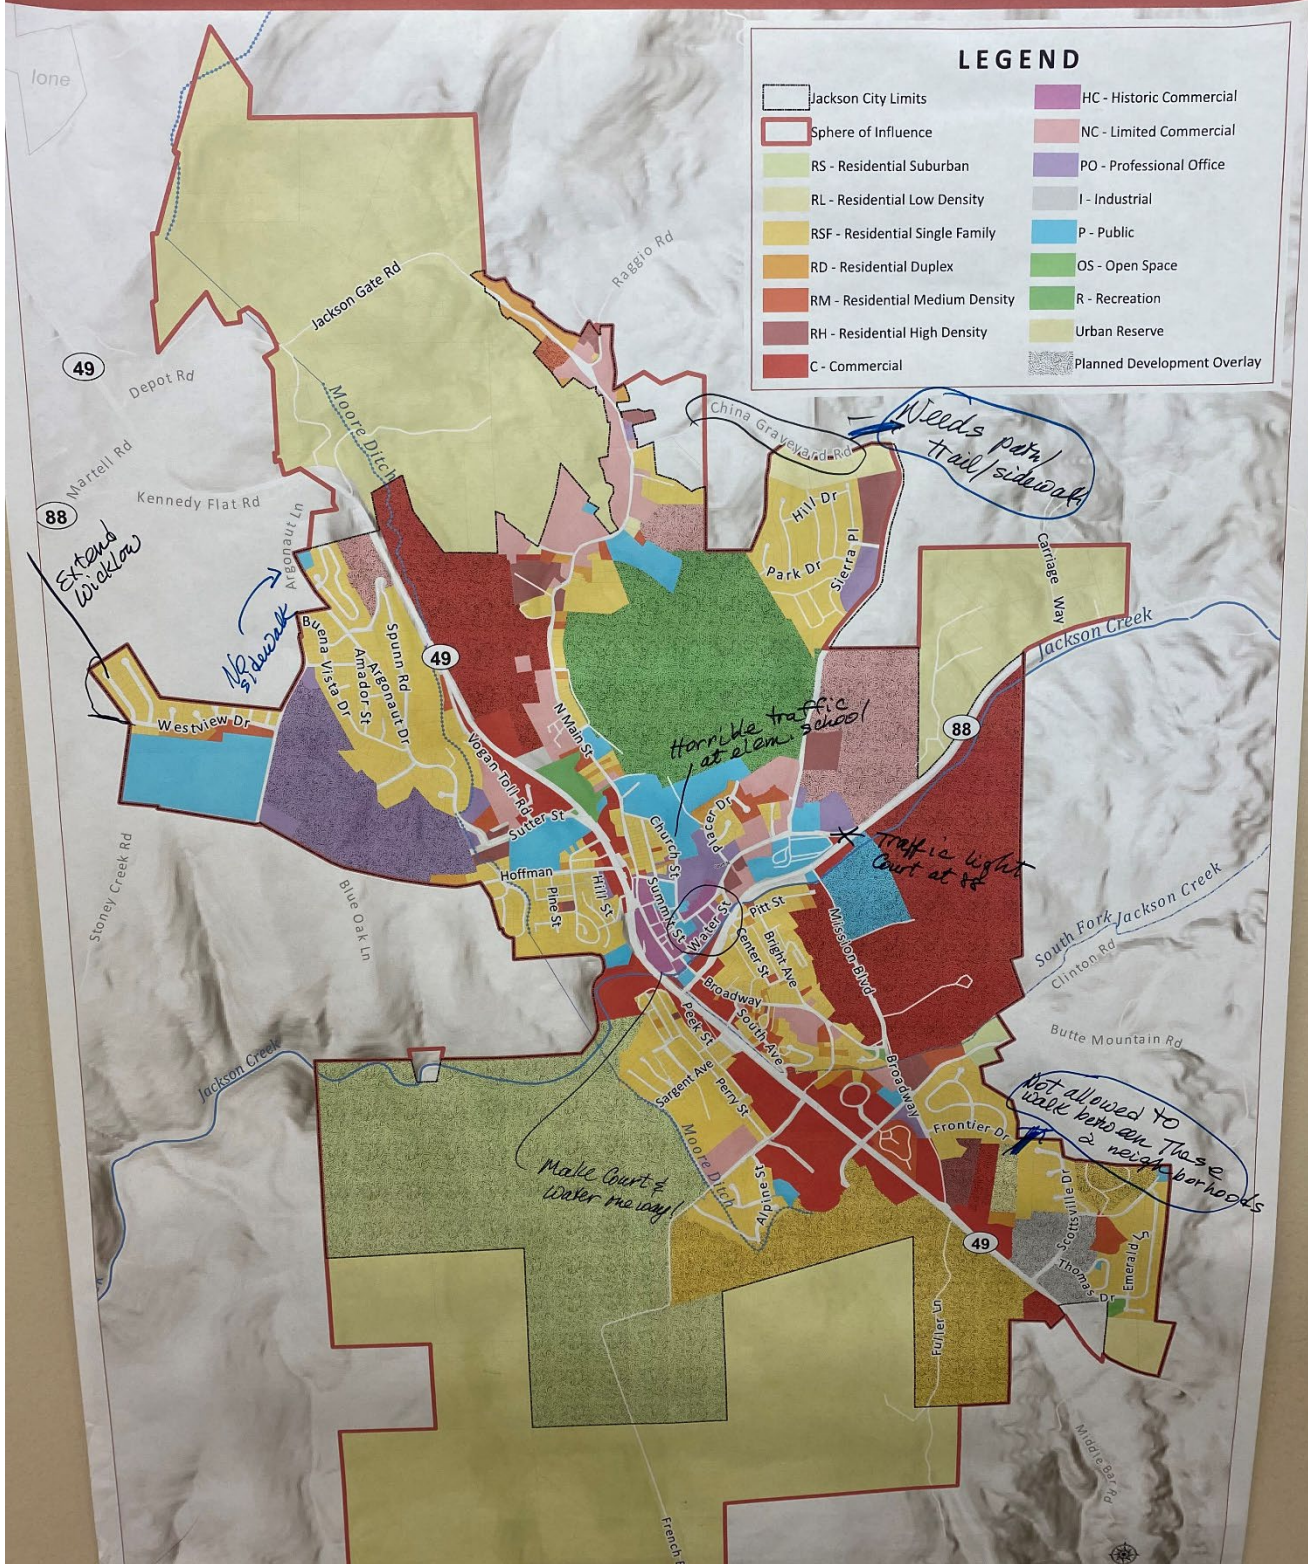 Ione
LEGEND
Jackson City Limits
Sphere of Influence
RS - Residential Suburban
RL - Residential Low Density
RSF - Residential Single Family
RD - Residential Duplex
RM - Residential Medium Density
RH - Residential High Density
C - Commercial
HC - Historic Commercial
NC - Limited Commercial
PO - Professional Office
I - Industrial
P - Public
OS - Open Space
R - Recreation
Urban Reserve
Planned Development Overlay
Raggio Rd
Jackson Gate Rd
49
Depot Rd
Moore Ditch
China Graveyard Rd
Needs path/
trail/sidewalk
Martell Rd
Kennedy Flat Rd
88
Argonaut Ln
Hill Dr
Park Dr
Sierra Pl
Carriage Way
Extend
Wicklow
No
sidewalk
Jackson Creek
Buena Vista Dr
Amador St
Argonaut Dr
Spunn Rd
49
Westview Dr
N Main St
Horrible traffic
at elem. school
88
Vogan Toll Rd
Sutter St
Church St
Placer Dr
Traffic light
Court at 88
Stoney Creek Rd
Blue Oak Ln
Hoffman
Pine St
Hill St
Summit St
Water St
Pitt St
Center St
Bright Ave
Mission Blvd
South Fork Jackson Creek
Clinton Rd
Broadway
South Ave
Peek St
Butte Mountain Rd
Jackson Creek
Sargent Ave
Perry St
Broadway
Frontier Dr
Not allowed to
walk between These
2 neighborhoods
Moore Ditch
Make Court &
Water one way!
Alpine St
Scottsville Dr
49
Thomas Dr
Emerald
Fuller Ln
Middle Bar Rd
French